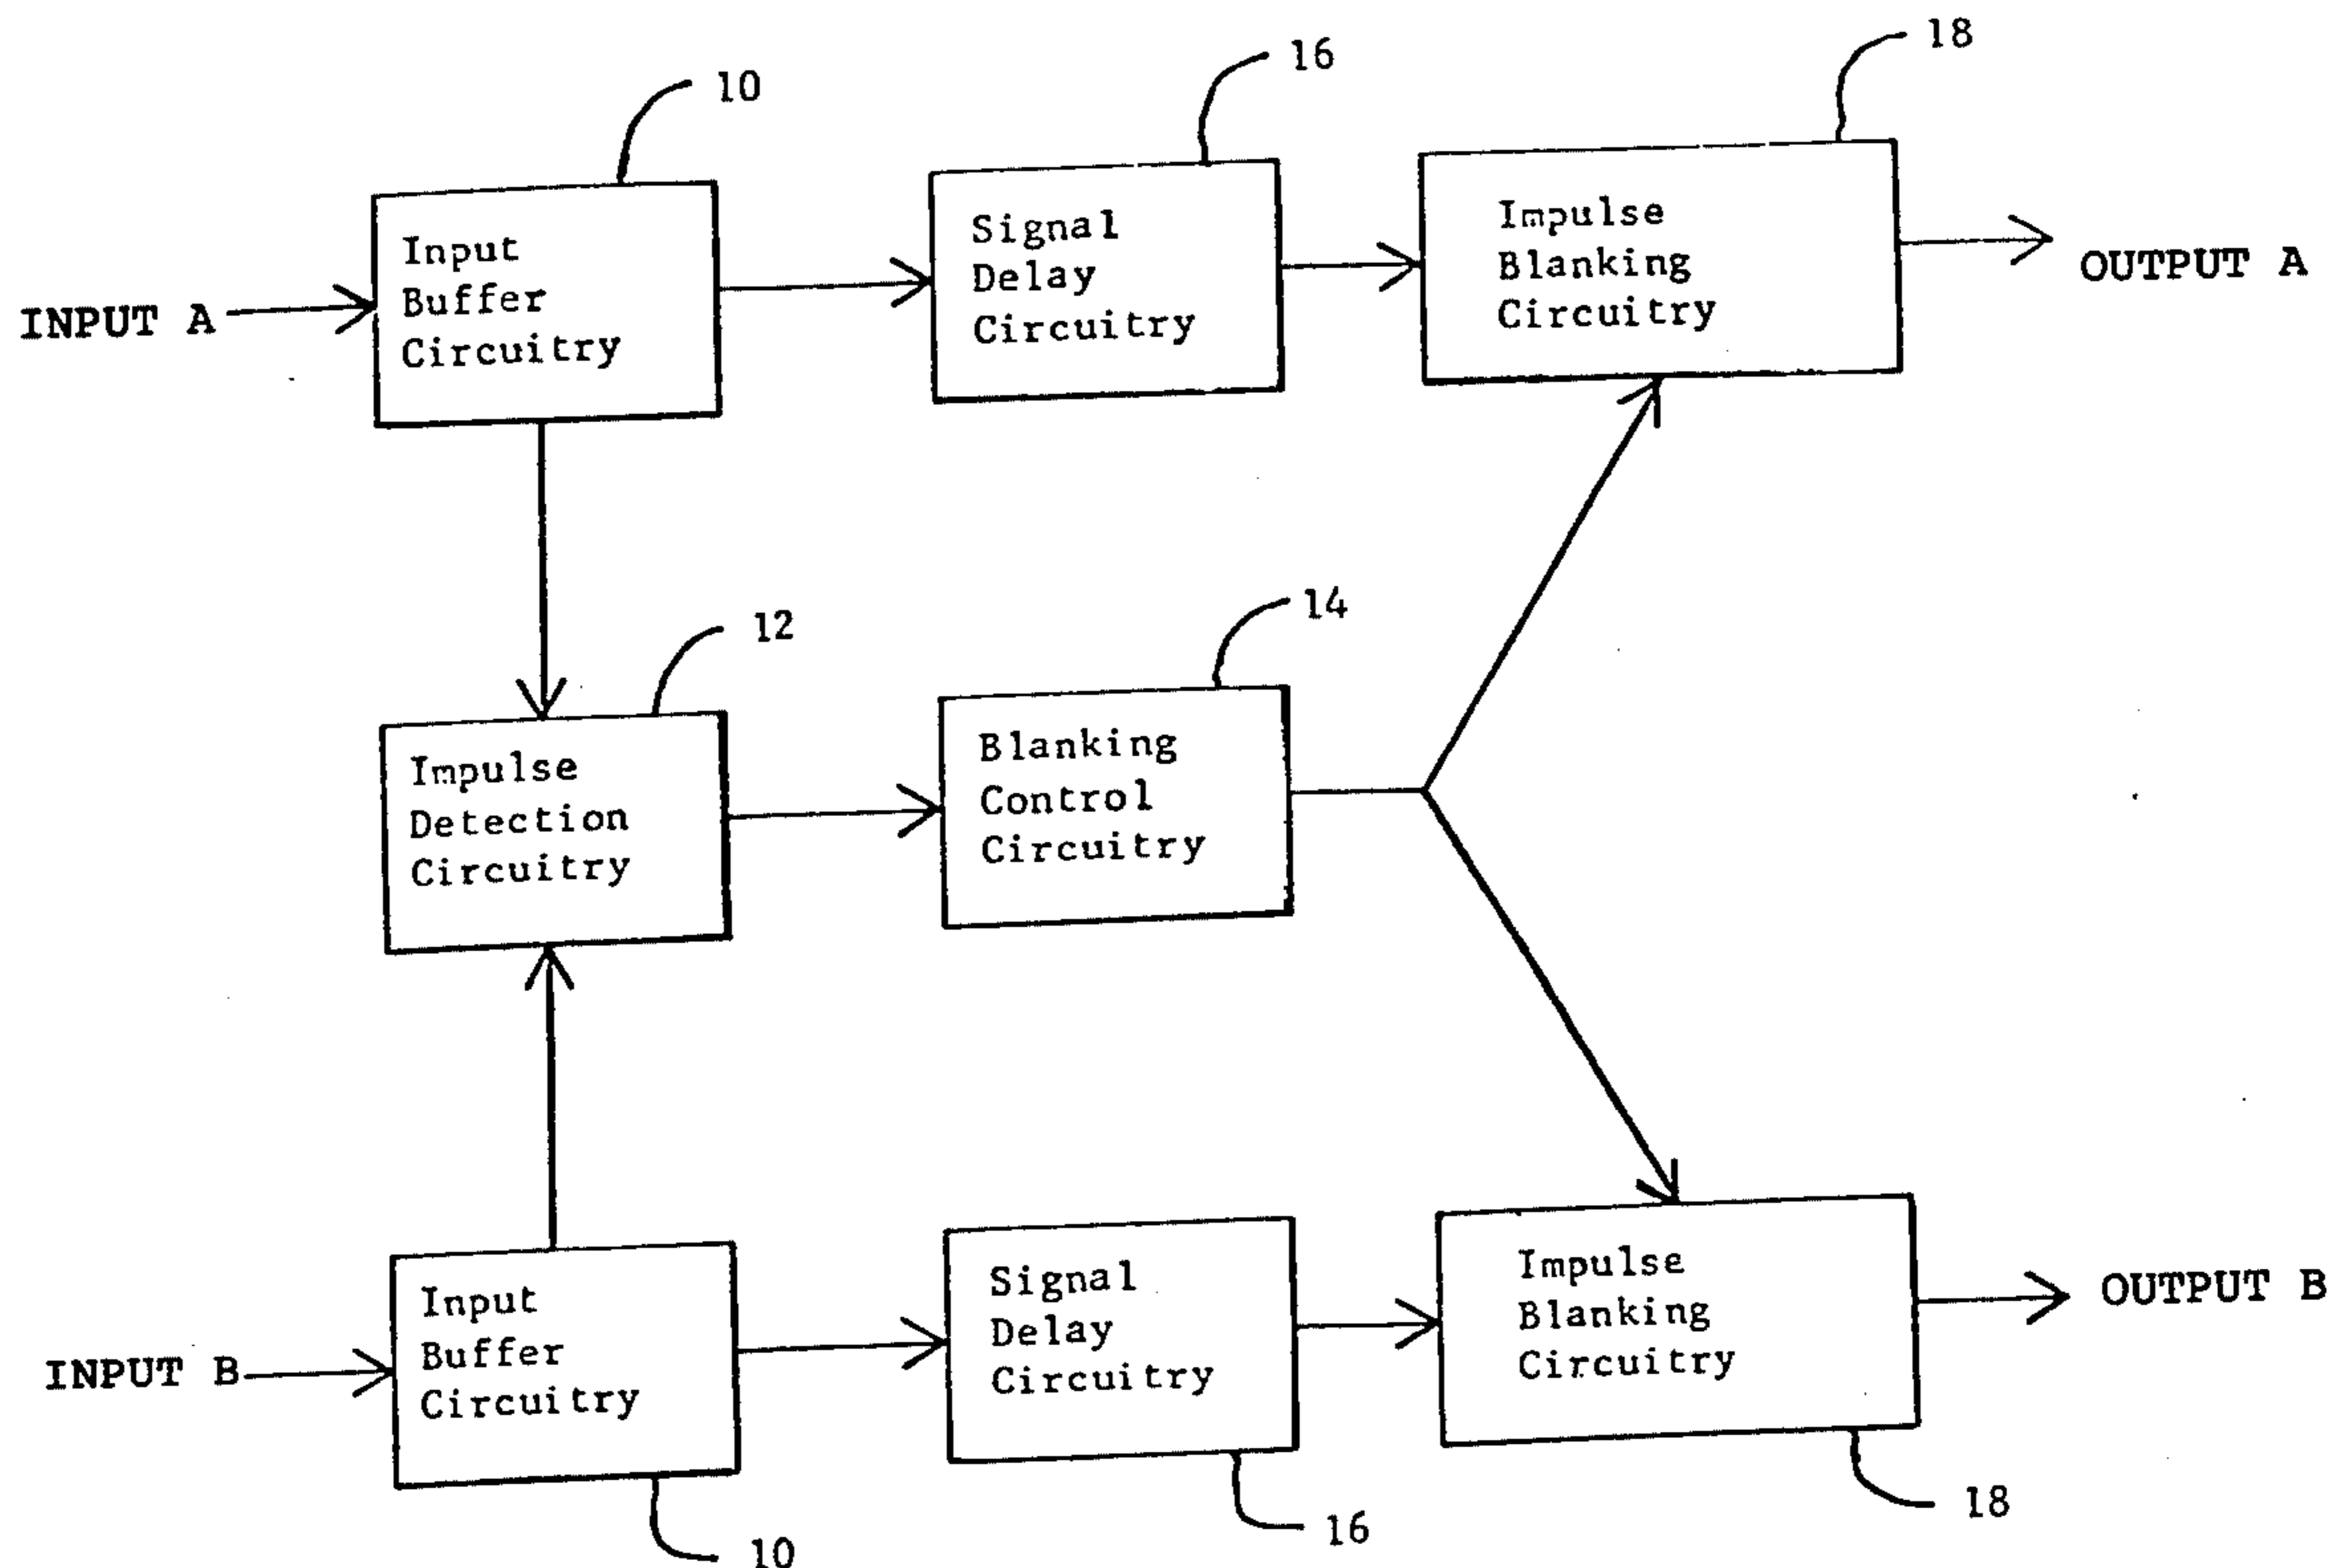 10
16
18
INPUT A
Input
Buffer
Circuitry
Signal
Delay
Circuitry
Impulse
Blanking
Circuitry
OUTPUT A
12
14
Impulse
Detection
Circuitry
Blanking
Control
Circuitry
INPUT B
Input
Buffer
Circuitry
Signal
Delay
Circuitry
Impulse
Blanking
Circuitry
OUTPUT B
10
16
18